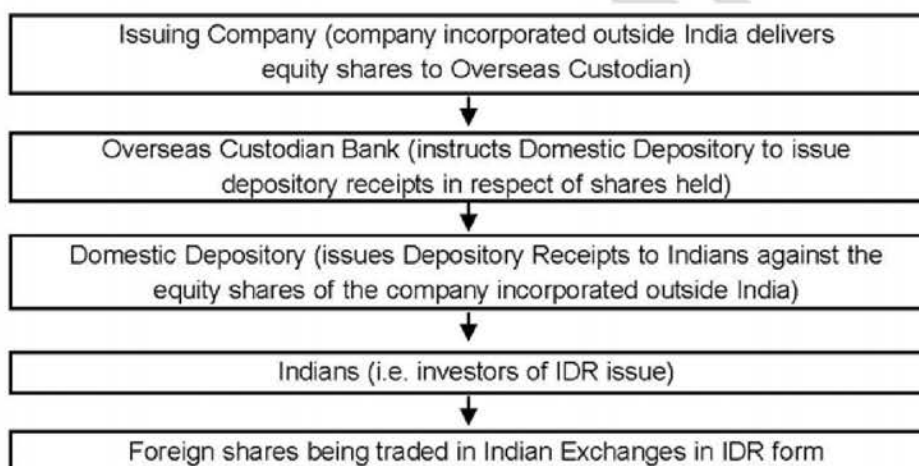 Issuing Company (company incorporated outside India delivers
equity shares to Overseas Custodian)
Overseas Custodian Bank (instructs Domestic Depository to issue
depository receipts in respect of shares held)
Domestic Depository (issues Depository Receipts to Indians against the
equity shares of the company incorporated outside India)
Indians (i.e. investors of IDR issue)
Foreign shares being traded in Indian Exchanges in IDR form